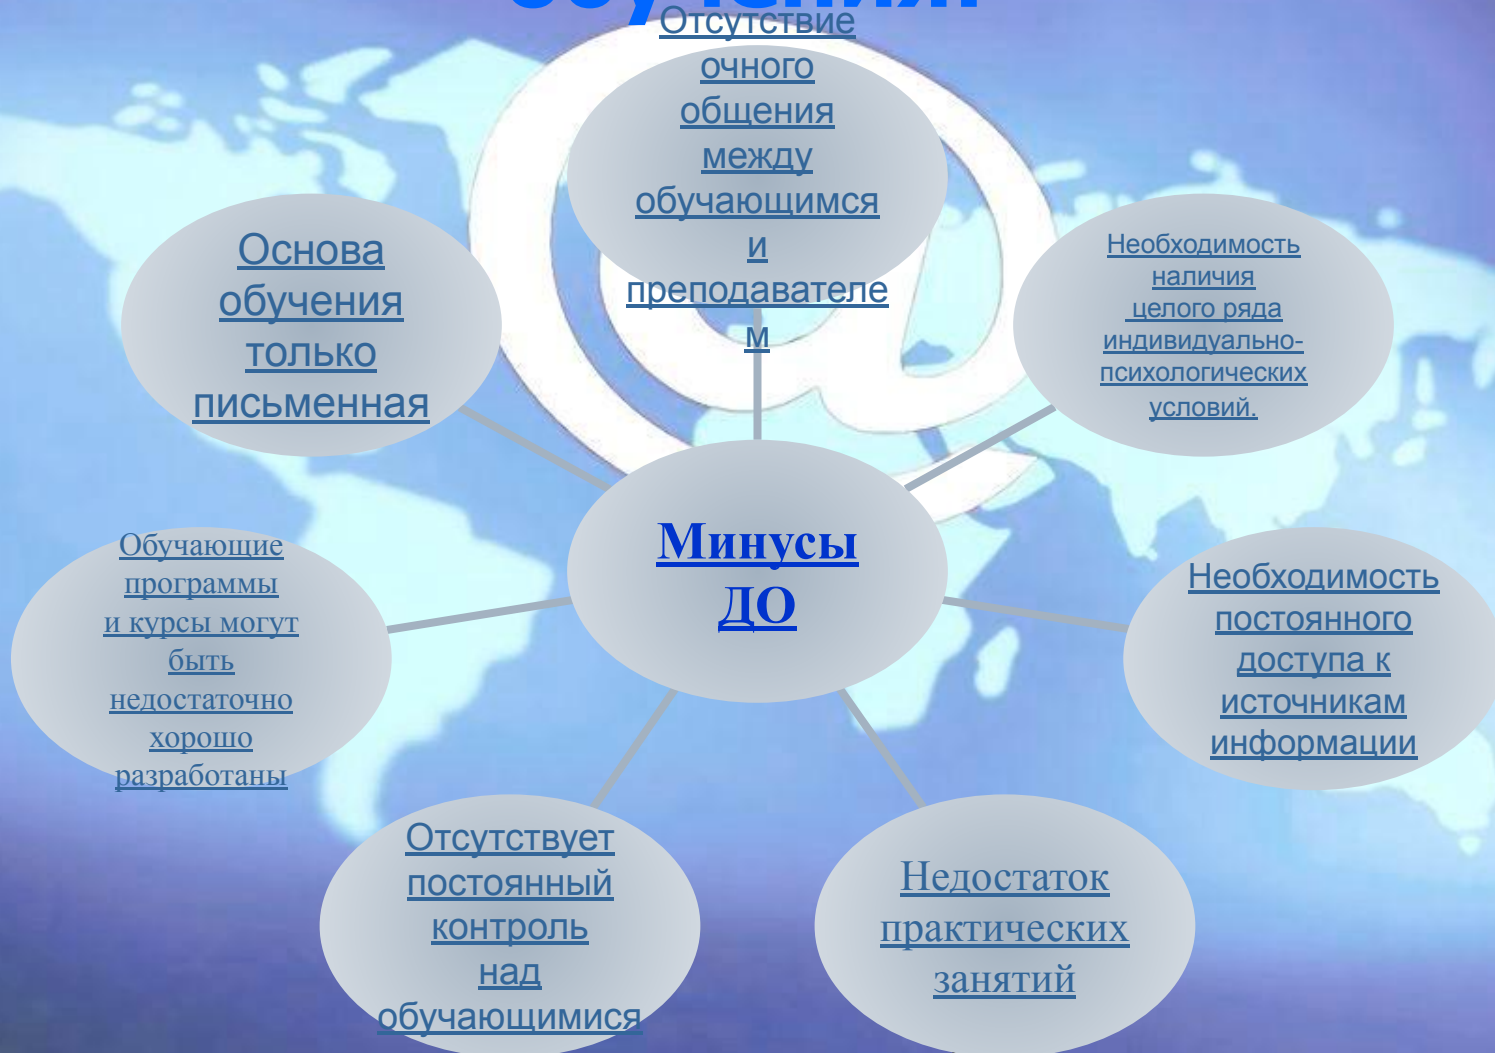 обучения.
Отсутствие
очного
общения
между
обучающимся
и
преподавателе
м
Необходимость
наличия
целого ряда
индивидуально-
психологических
условий.
Необходимость
постоянного
доступа к
источникам
информации
Недостаток
практических
занятий
Отсутствует
постоянный
контроль
над
обучающимися
Обучающие
программы
и курсы могут
быть
недостаточно
хорошо
разработаны
Основа
обучения
только
письменная
Минусы
ДО